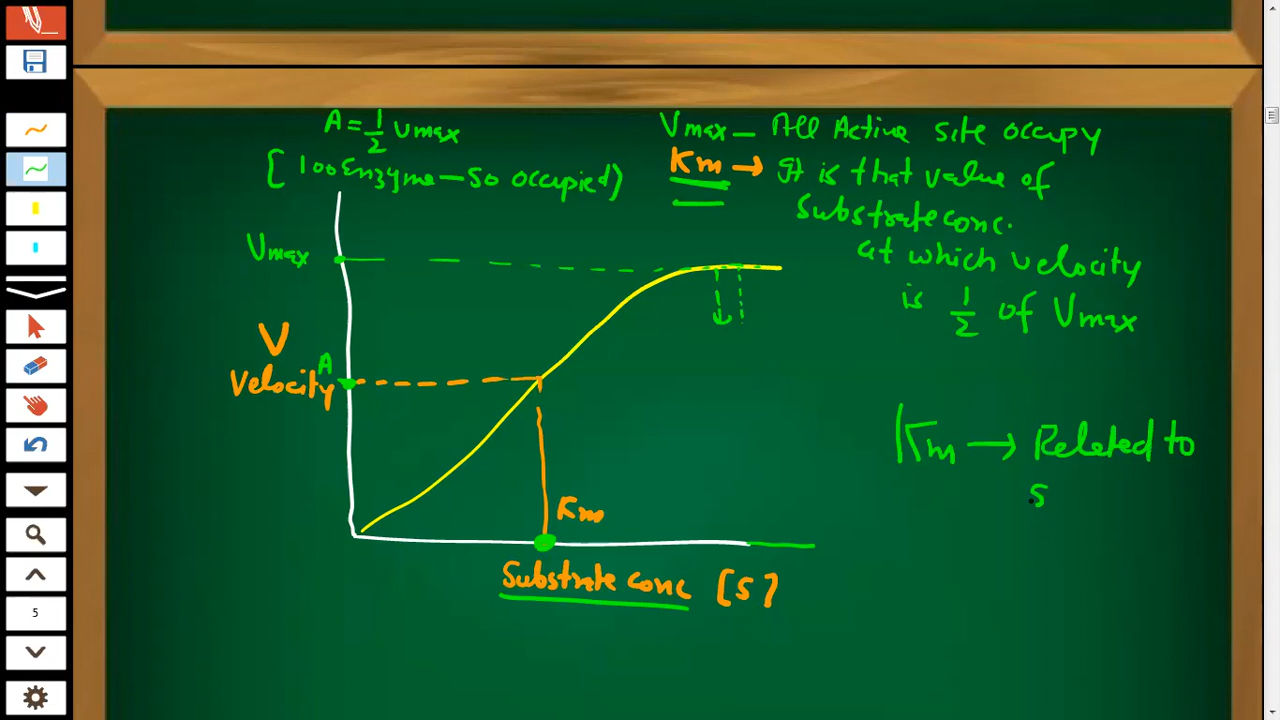 A = 1/2 Vmax
[ 100 Enzyme – 50 occupied)
Vmax – All Active site occupy
Km → It is that value of
substrate conc.
at which velocity
is 1/2 of Vmax
Vmax
V
A
Velocity
Km → Related to
S
Km
Substrate conc [S]
5